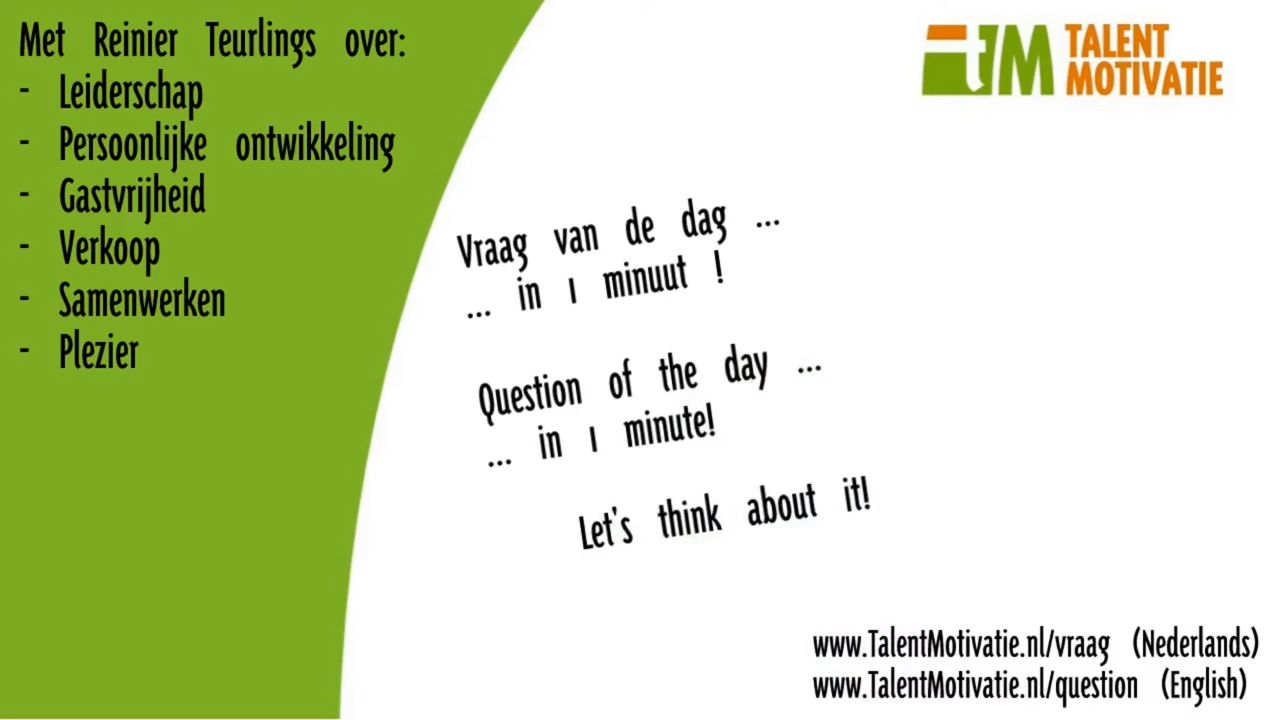 Met Reinier Teurlings over:
- Leiderschap
- Persoonlijke ontwikkeling
- Gastvrijheid
- Verkoop
- Samenwerken
- Plezier
tTM TALENT
MOTIVATIE
Vraag van de dag ...
... in 1 minuut !
Question of the day ...
... in 1 minute!
Let's think about it!
www.TalentMotivatie.nl/vraag (Nederlands)
www.TalentMotivatie.nl/question (English)